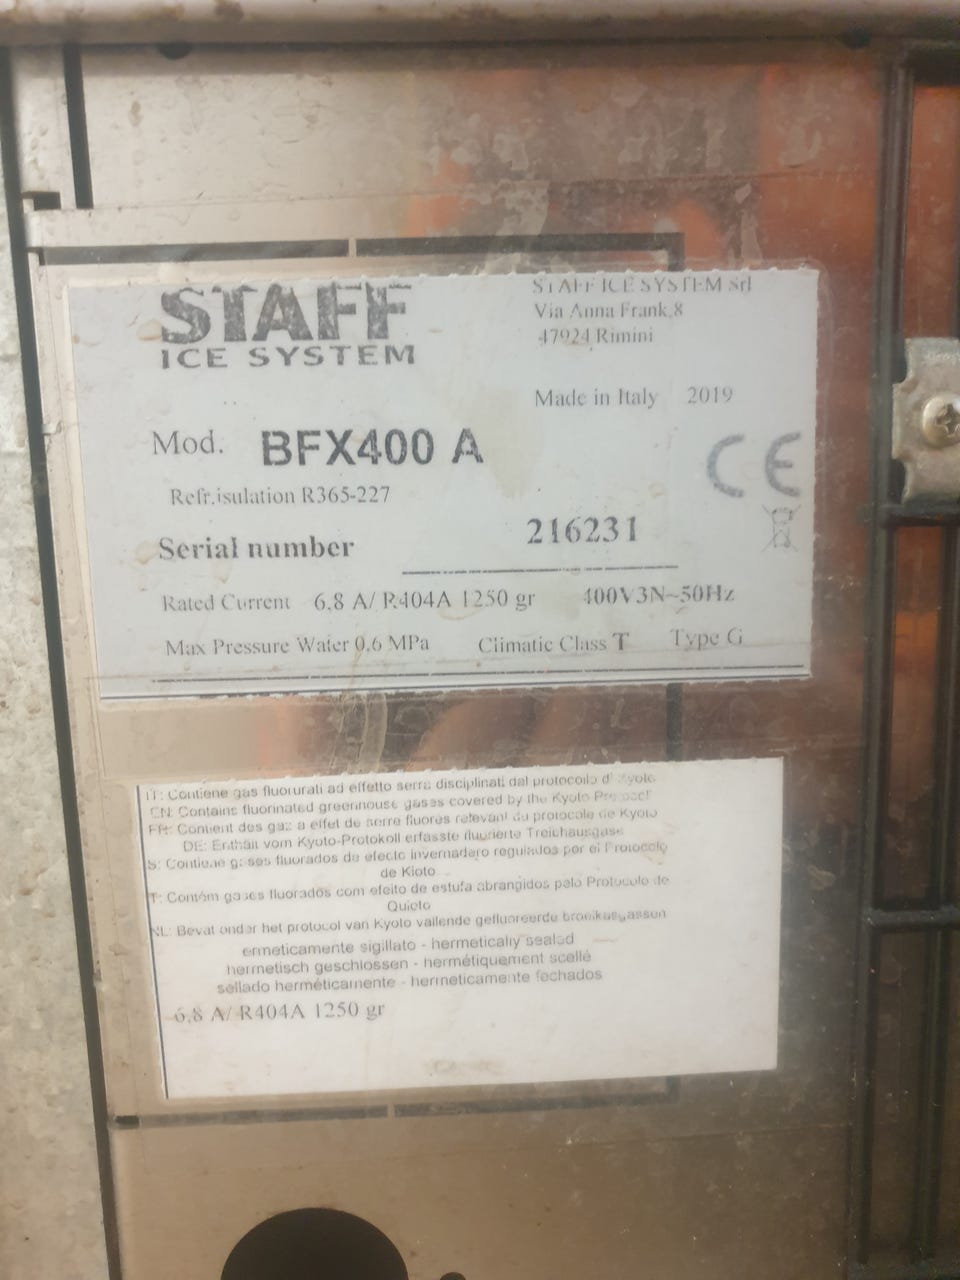 STAFF
ICE SYSTEM
STAFF ICE SYSTEM Srl
Via Anna Frank,8
47924 Rimini
Made in Italy 2019
Mod. BFX400 A
CE
Refr.isulation R365-227
Serial number 216231
Rated Current 6,8 A/ R404A 1250 gr 400V3N~50Hz
Max Pressure Water 0,6 MPa Climatic Class T Type G
IT: Contiene gas fluorurati ad effetto serra disciplinati dal protocollo di Kyoto.
EN: Contains fluorinated greenhouse gases covered by the Kyoto Protocol
FR: Contient des gaz a effet de serre fluores relevant du protocole de Kyoto
DE: Enthält vom Kyoto-Protokoll erfasste fluorierte Treibhausgase
S: Contiene gases fluorados de efecto invernadero regulados por el Protocolo
de Kioto
T: Contém gases fluorados com efeito de estufa abrangidos pelo Protocolo de
Quioto
NL: Bevat onder het protocol van Kyoto vallende gefluoreerde broeikasgassen
ermeticamente sigillato - hermetically sealed
hermetisch geschlossen - hermétiquement scellé
sellado herméticamente - hermeticamente fechados
6,8 A/ R404A 1250 gr